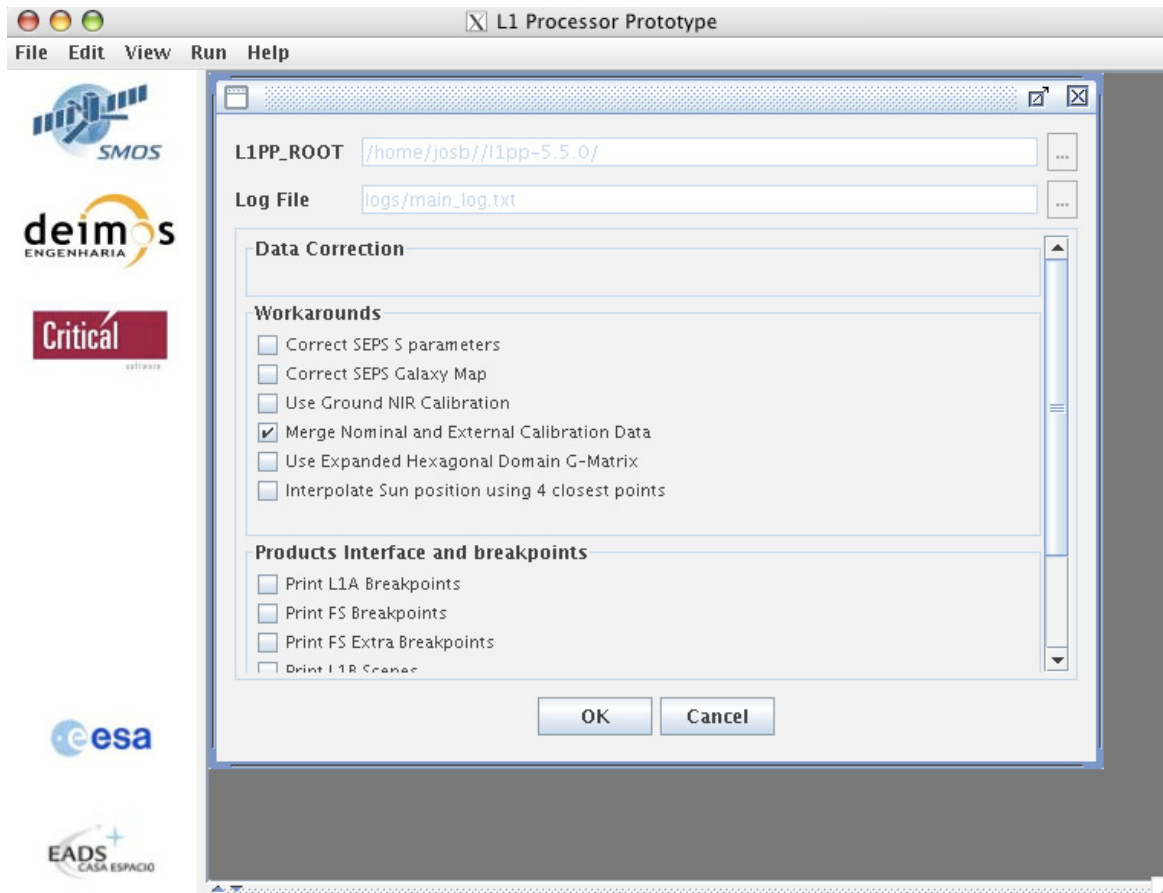 L1 Processor Prototype
File Edit View Run Help
SMOS
deimos
ENGENHARIA
Critical
software
esa
EADS
CASA ESPACIO
L1PP_ROOT /home/josb//l1pp-5.5.0/ ...
Log File logs/main_log.txt ...
Data Correction
Workarounds
Correct SEPS S parameters
Correct SEPS Galaxy Map
Use Ground NIR Calibration
Merge Nominal and External Calibration Data
Use Expanded Hexagonal Domain G-Matrix
Interpolate Sun position using 4 closest points
Products Interface and breakpoints
Print L1A Breakpoints
Print FS Breakpoints
Print FS Extra Breakpoints
Print L1B Scenes
OK Cancel